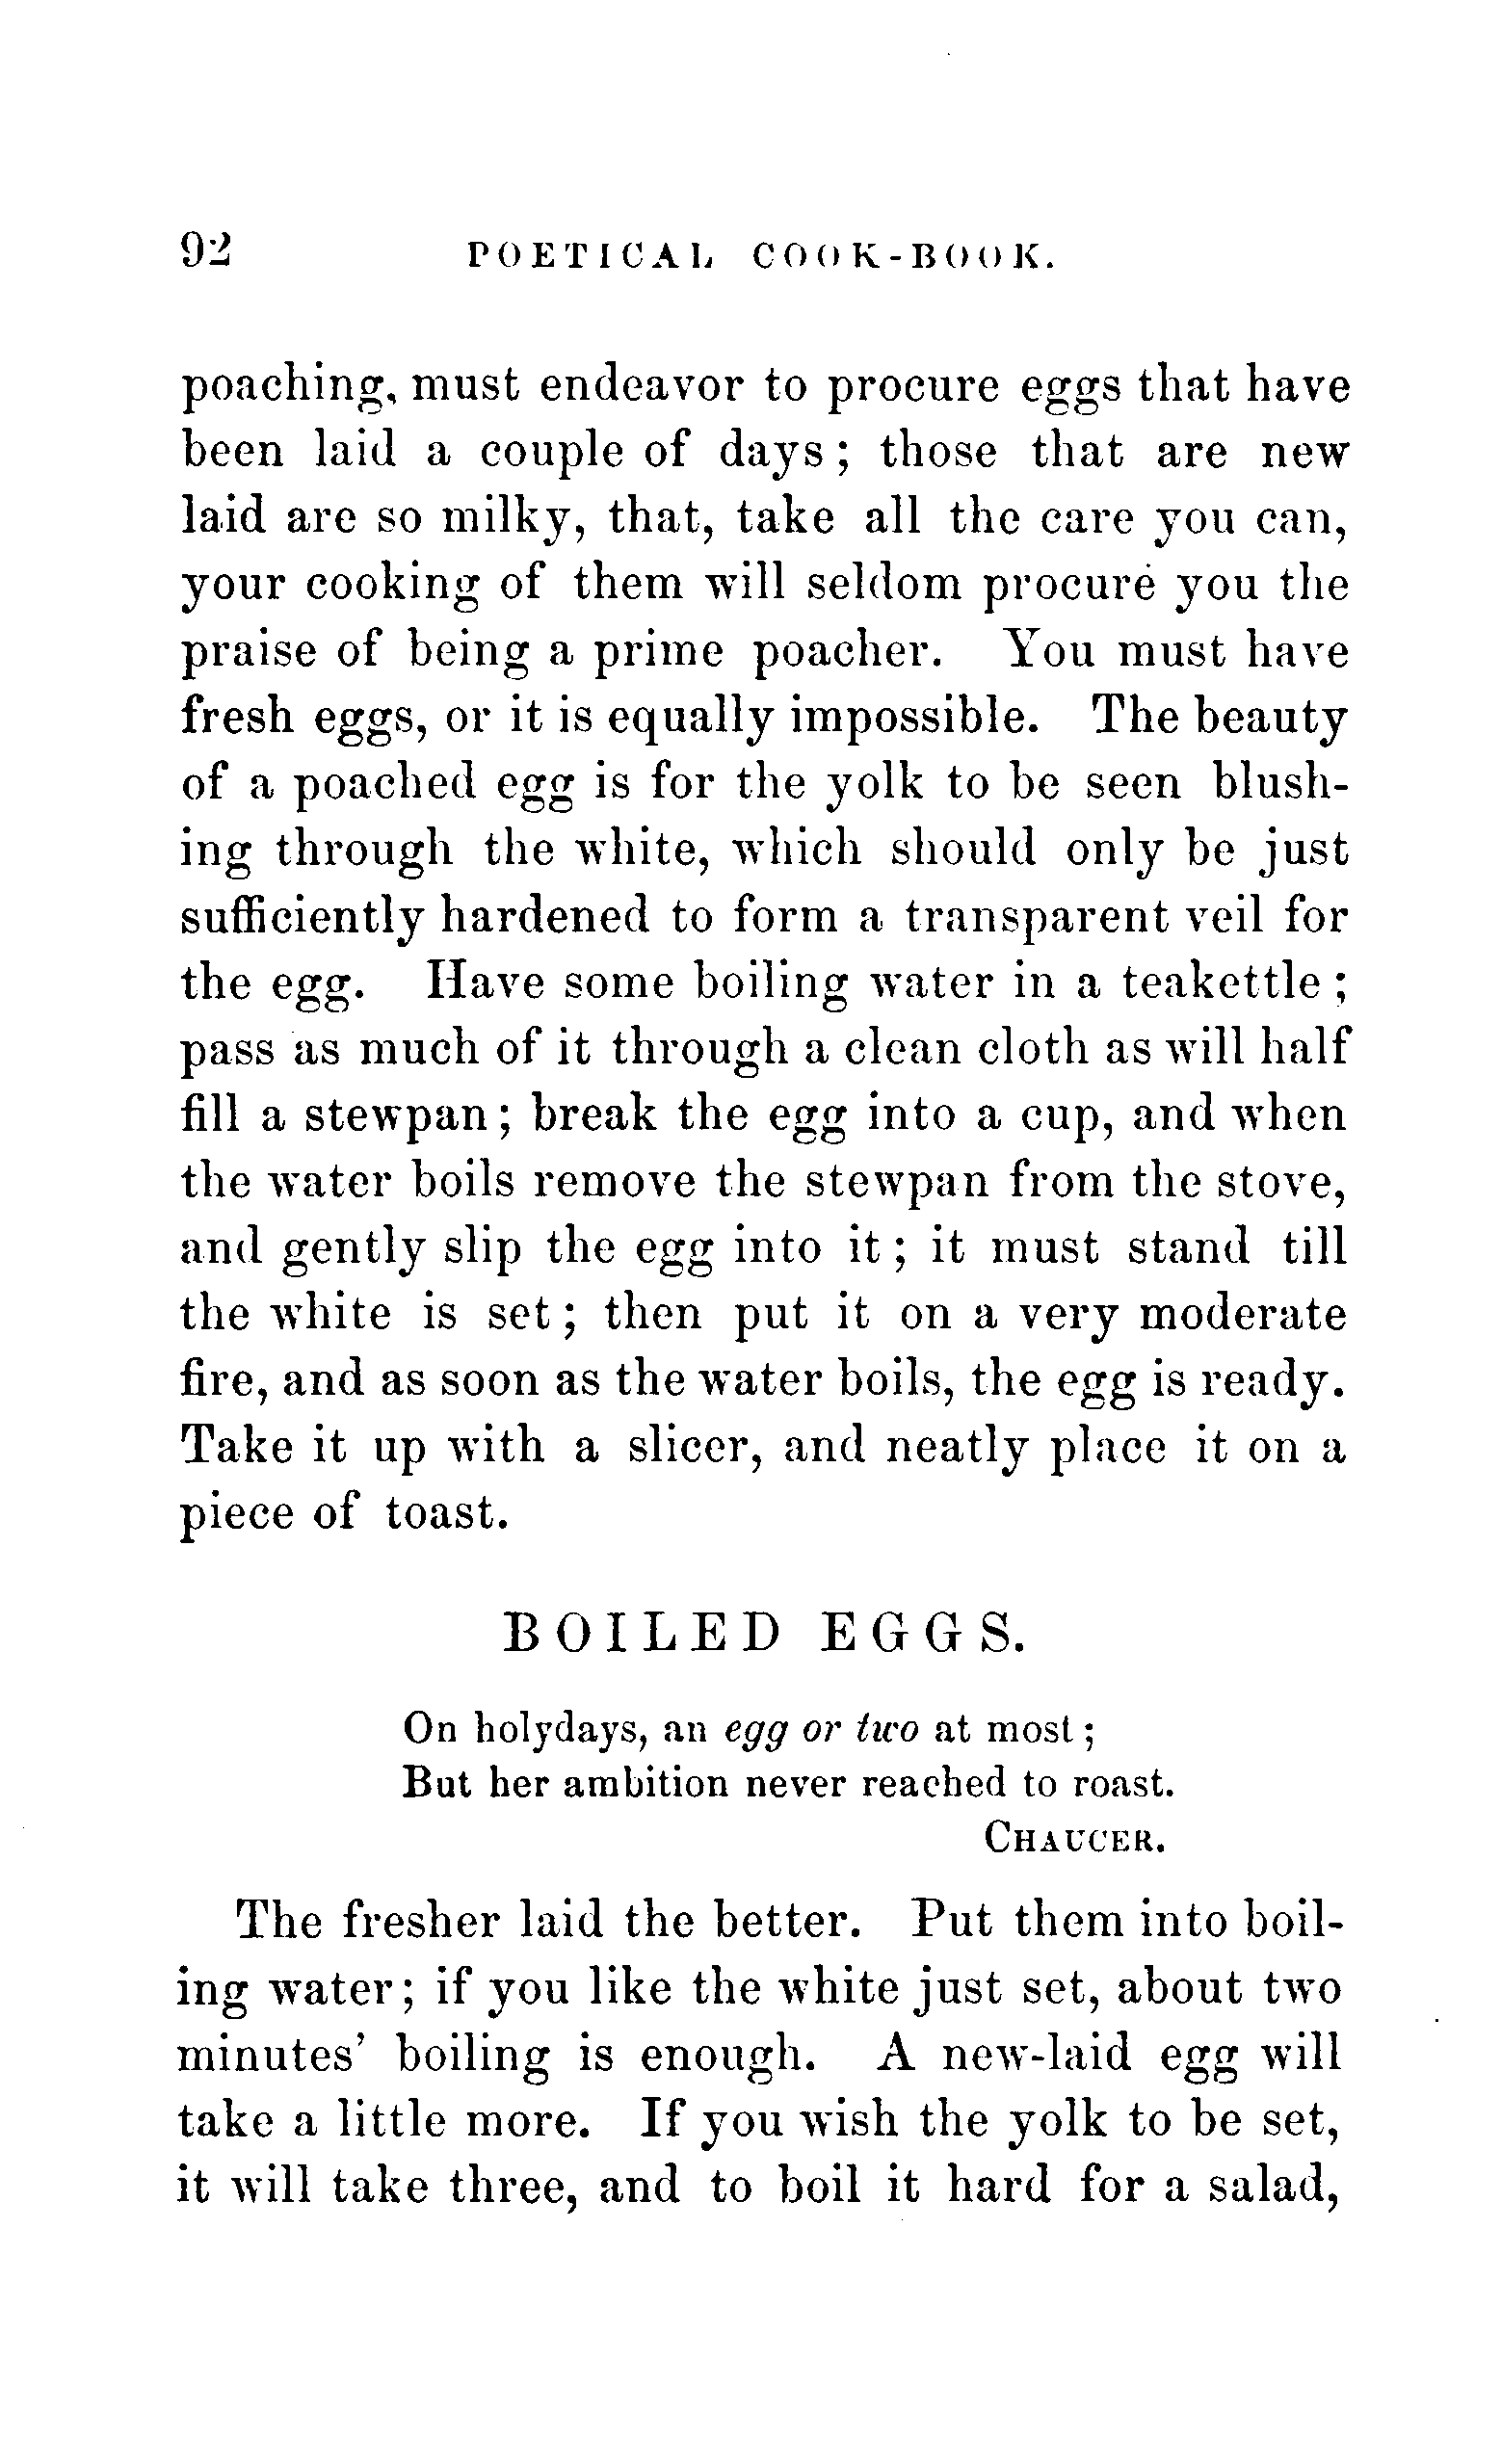 92 POETICAL COOK-BOOK.
poaching, must endeavor to procure eggs that have
been laid a couple of days; those that are new
laid are so milky, that, take all the care you can,
your cooking of them will seldom procure you the
praise of being a prime poacher. You must have
fresh eggs, or it is equally impossible. The beauty
of a poached egg is for the yolk to be seen blush-
ing through the white, which should only be just
sufficiently hardened to form a transparent veil for
the egg. Have some boiling water in a teakettle;
pass as much of it through a clean cloth as will half
fill a stewpan; break the egg into a cup, and when
the water boils remove the stewpan from the stove,
and gently slip the egg into it; it must stand till
the white is set; then put it on a very moderate
fire, and as soon as the water boils, the egg is ready.
Take it up with a slicer, and neatly place it on a
piece of toast.
BOILED EGGS.
On holydays, an egg or two at most;
But her ambition never reached to roast.
CHAUCER.
The fresher laid the better. Put them into boil-
ing water; if you like the white just set, about two
minutes' boiling is enough. A new-laid egg will
take a little more. If you wish the yolk to be set,
it will take three, and to boil it hard for a salad,